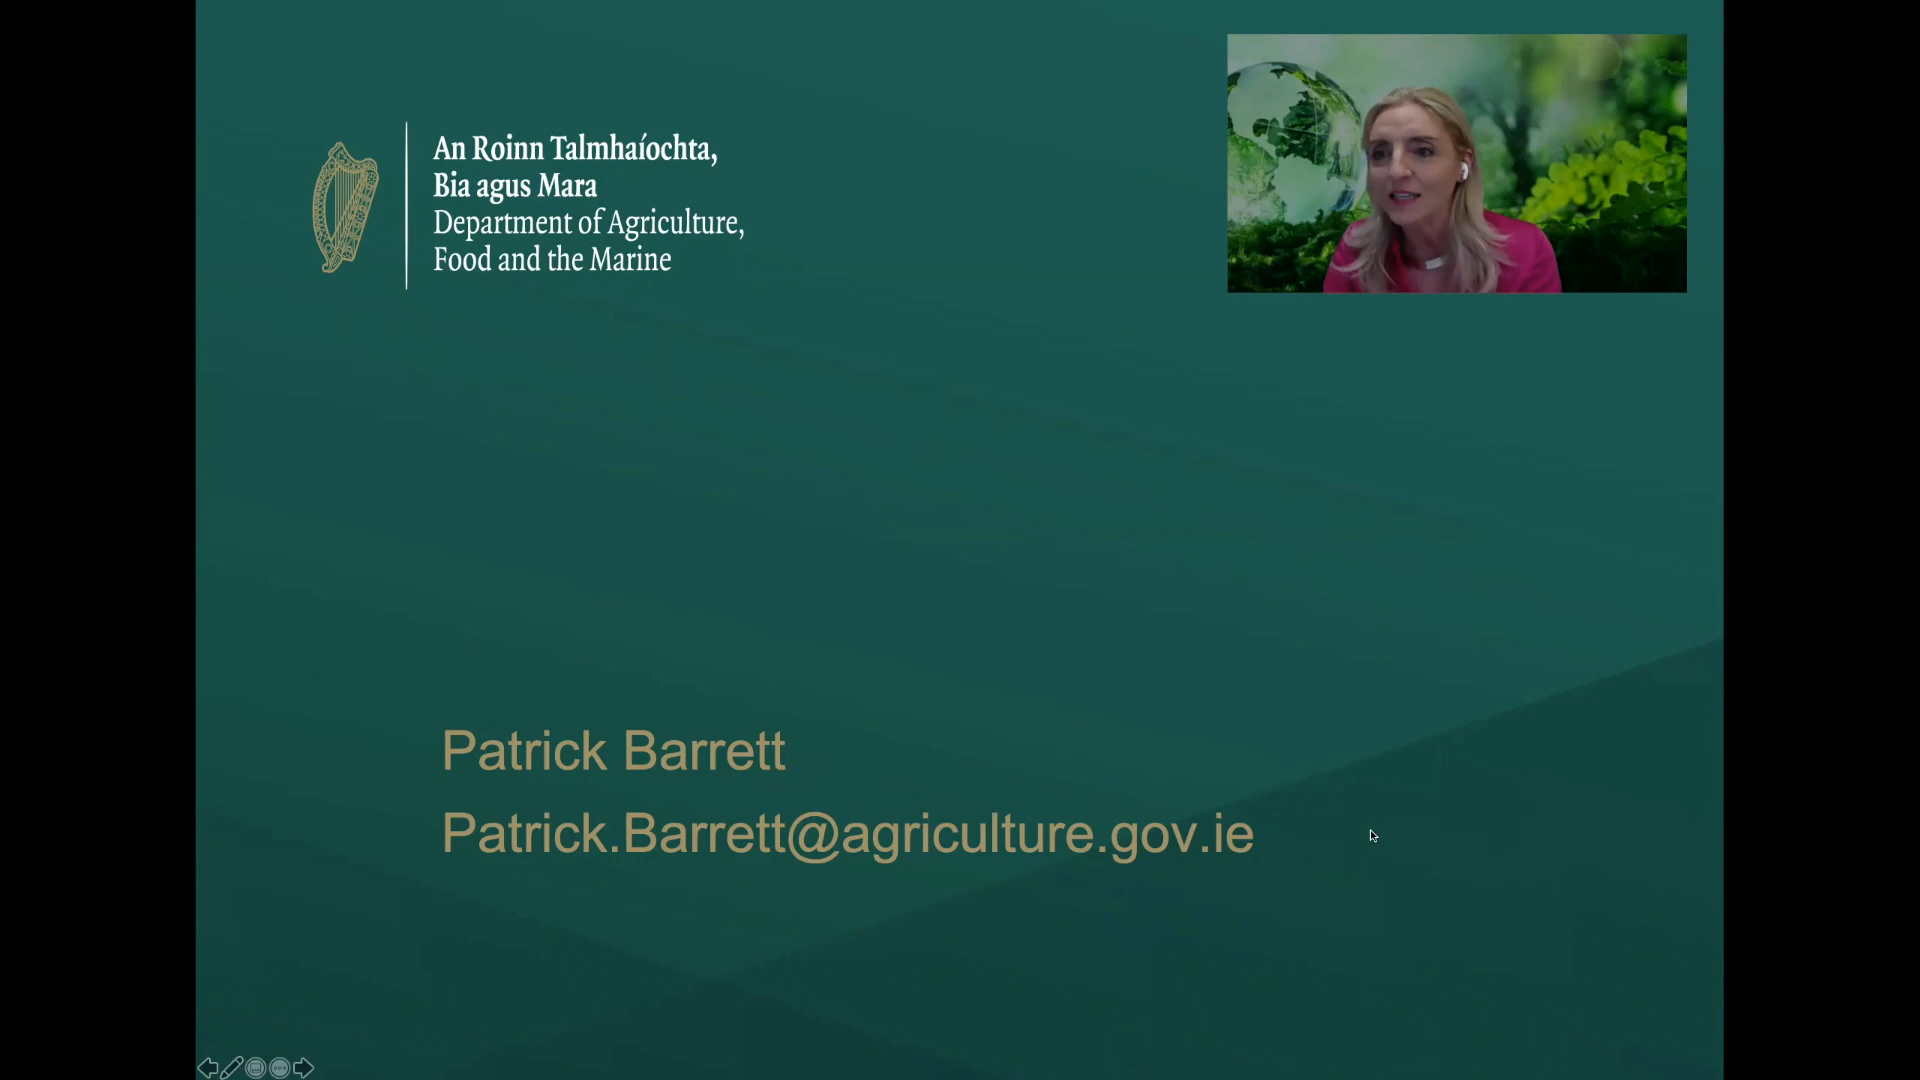 An Roinn Talmhaíochta,
Bia agus Mara
Department of Agriculture,
Food and the Marine
Patrick Barrett
Patrick.Barrett@agriculture.gov.ie